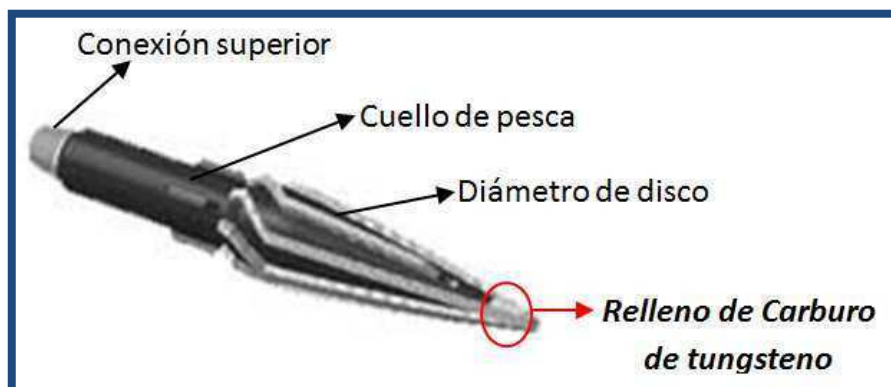 Conexión superior
Cuello de pesca
Diámetro de disco
Relleno de Carburo
de tungsteno